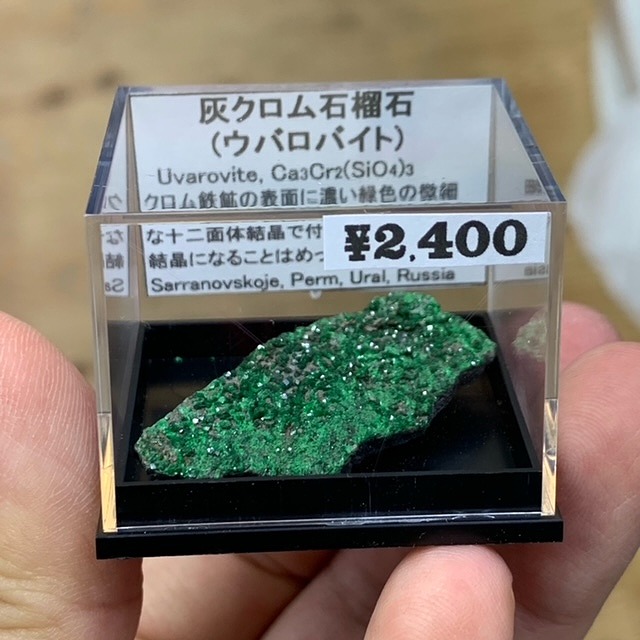 灰クロム石榴石
(ウバロバイト)
Uvarovite, Ca3Cr2(SiO4)3
クロム鉄鉱の表面に濃い緑色の微細
な十二面体結晶で付
結晶になることはめっ
¥2,400
Sarranovskoje, Perm, Ural, Russia